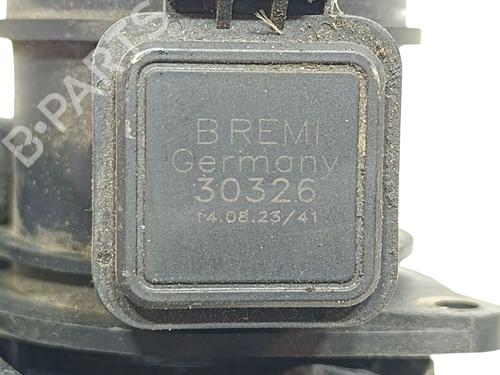 BREMI
Germany
30326
14.08.23/41
B-PARTS